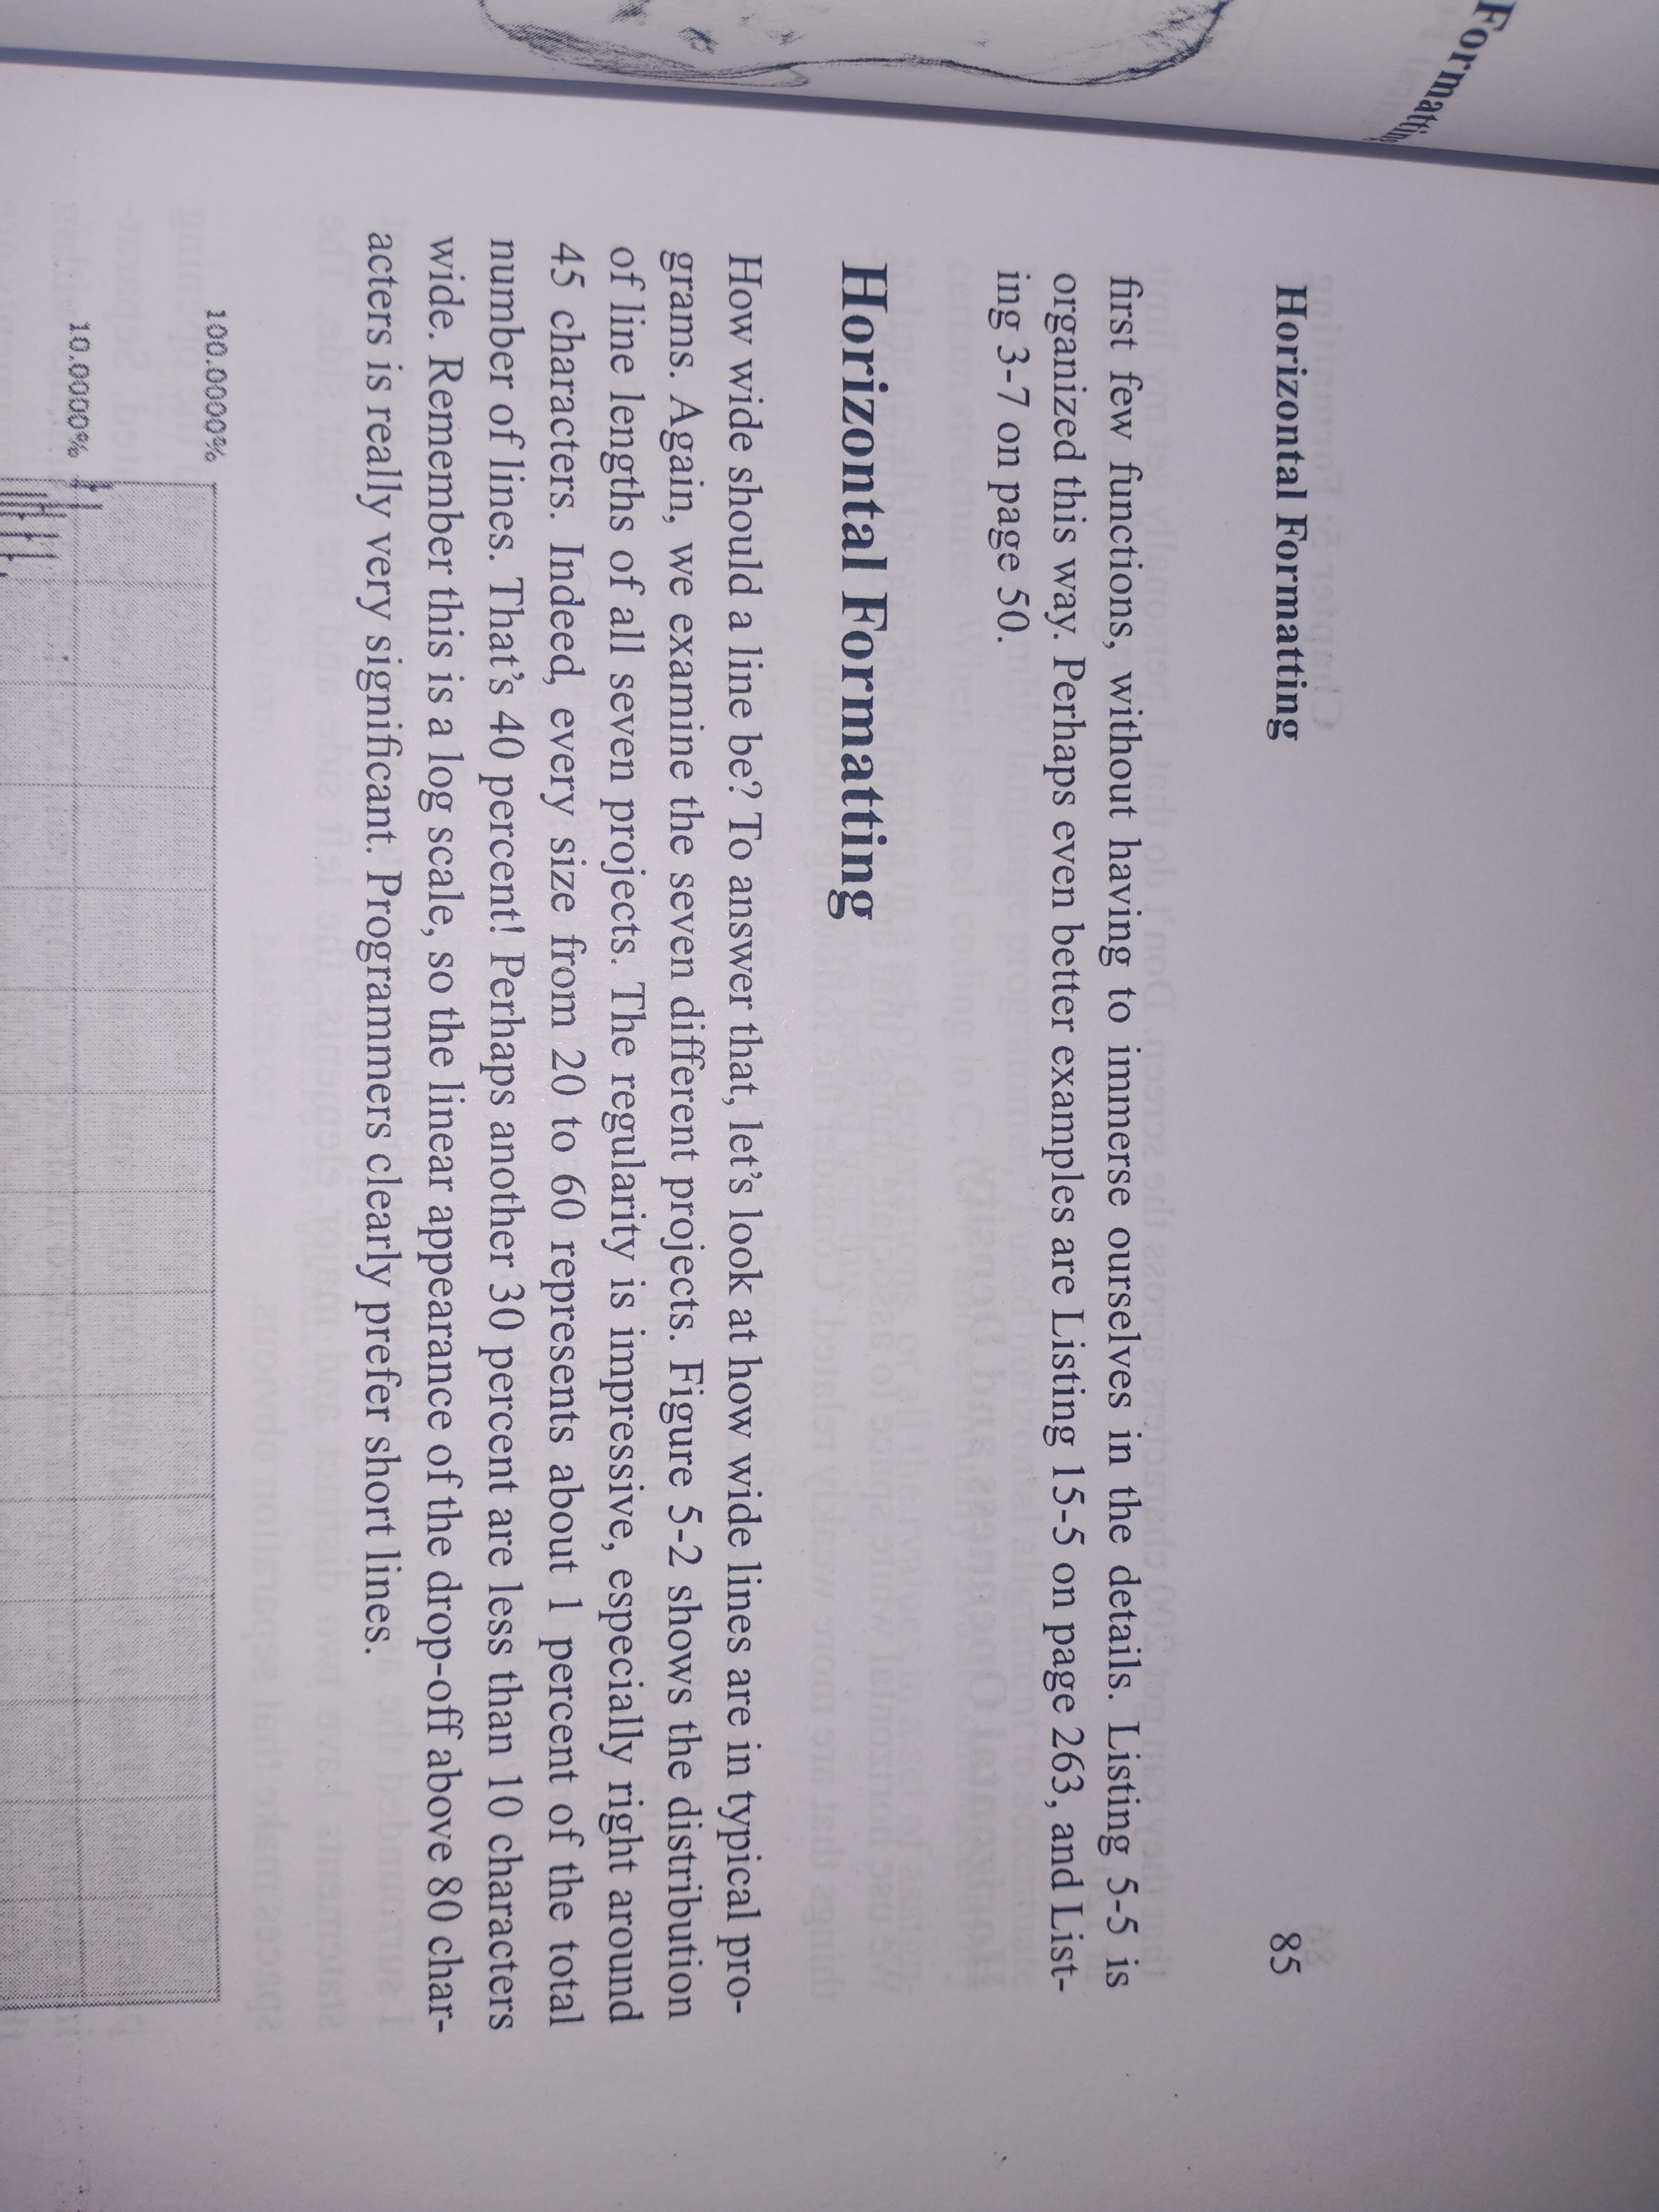 Formatting
Horizontal Formatting 85
first few functions, without having to immerse ourselves in the details. Listing 5-5 is
organized this way. Perhaps even better examples are Listing 15-5 on page 263, and List-
ing 3-7 on page 50.
Horizontal Formatting
How wide should a line be? To answer that, let’s look at how wide lines are in typical pro-
grams. Again, we examine the seven different projects. Figure 5-2 shows the distribution
of line lengths of all seven projects. The regularity is impressive, especially right around
45 characters. Indeed, every size from 20 to 60 represents about 1 percent of the total
number of lines. That’s 40 percent! Perhaps another 30 percent are less than 10 characters
wide. Remember this is a log scale, so the linear appearance of the drop-off above 80 char-
acters is really very significant. Programmers clearly prefer short lines.
100.0000%
10.0000%